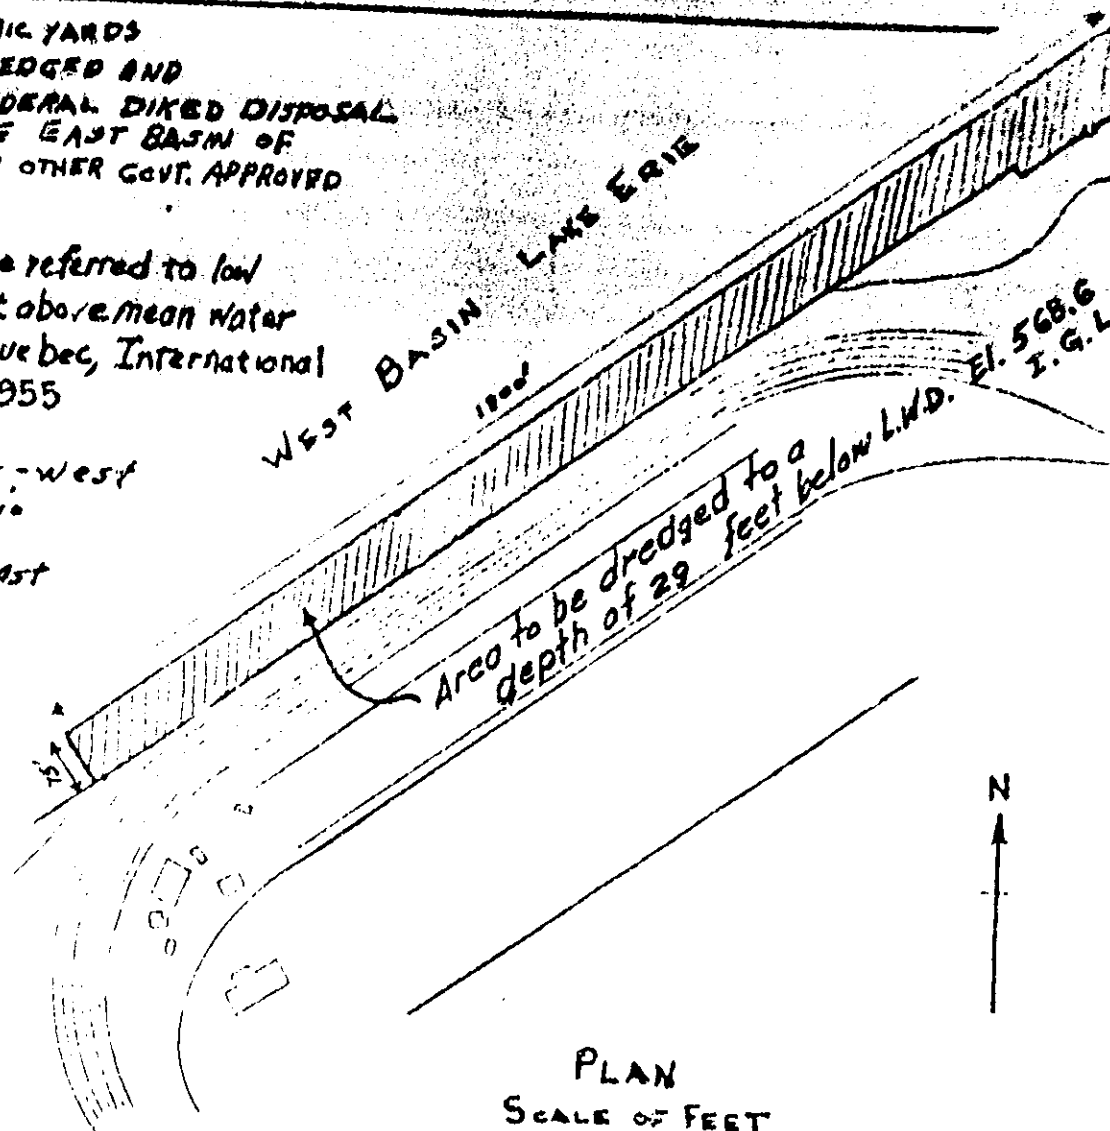 IC YARDS
EDGED AND
DERAL DIKED DISPOSAL
E EAST BASIN OF
OTHER GOVT. APPROVED
e referred to low
t above mean water
uebec, International
955
- west
ast
WEST BASIN LAKE ERIE
1800'
El. 568.6
I.G.L
Area to be dredged to a
depth of 29 feet below L.W.D.
75'
N
PLAN
SCALE OF FEET